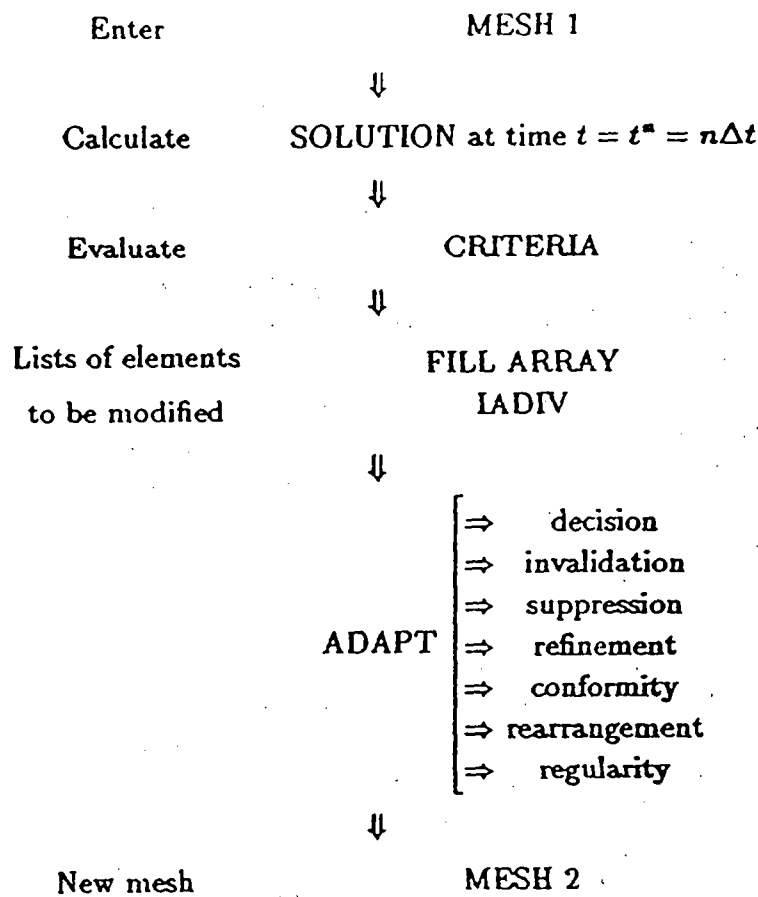 Enter MESH 1
⇓
Calculate SOLUTION at time t = tⁿ = nΔt
⇓
Evaluate CRITERIA
⇓
Lists of elements FILL ARRAY
to be modified IADIV
⇓
⇒ decision
⇒ invalidation
⇒ suppression
ADAPT ⇒ refinement
⇒ conformity
⇒ rearrangement
⇒ regularity
⇓
New mesh MESH 2